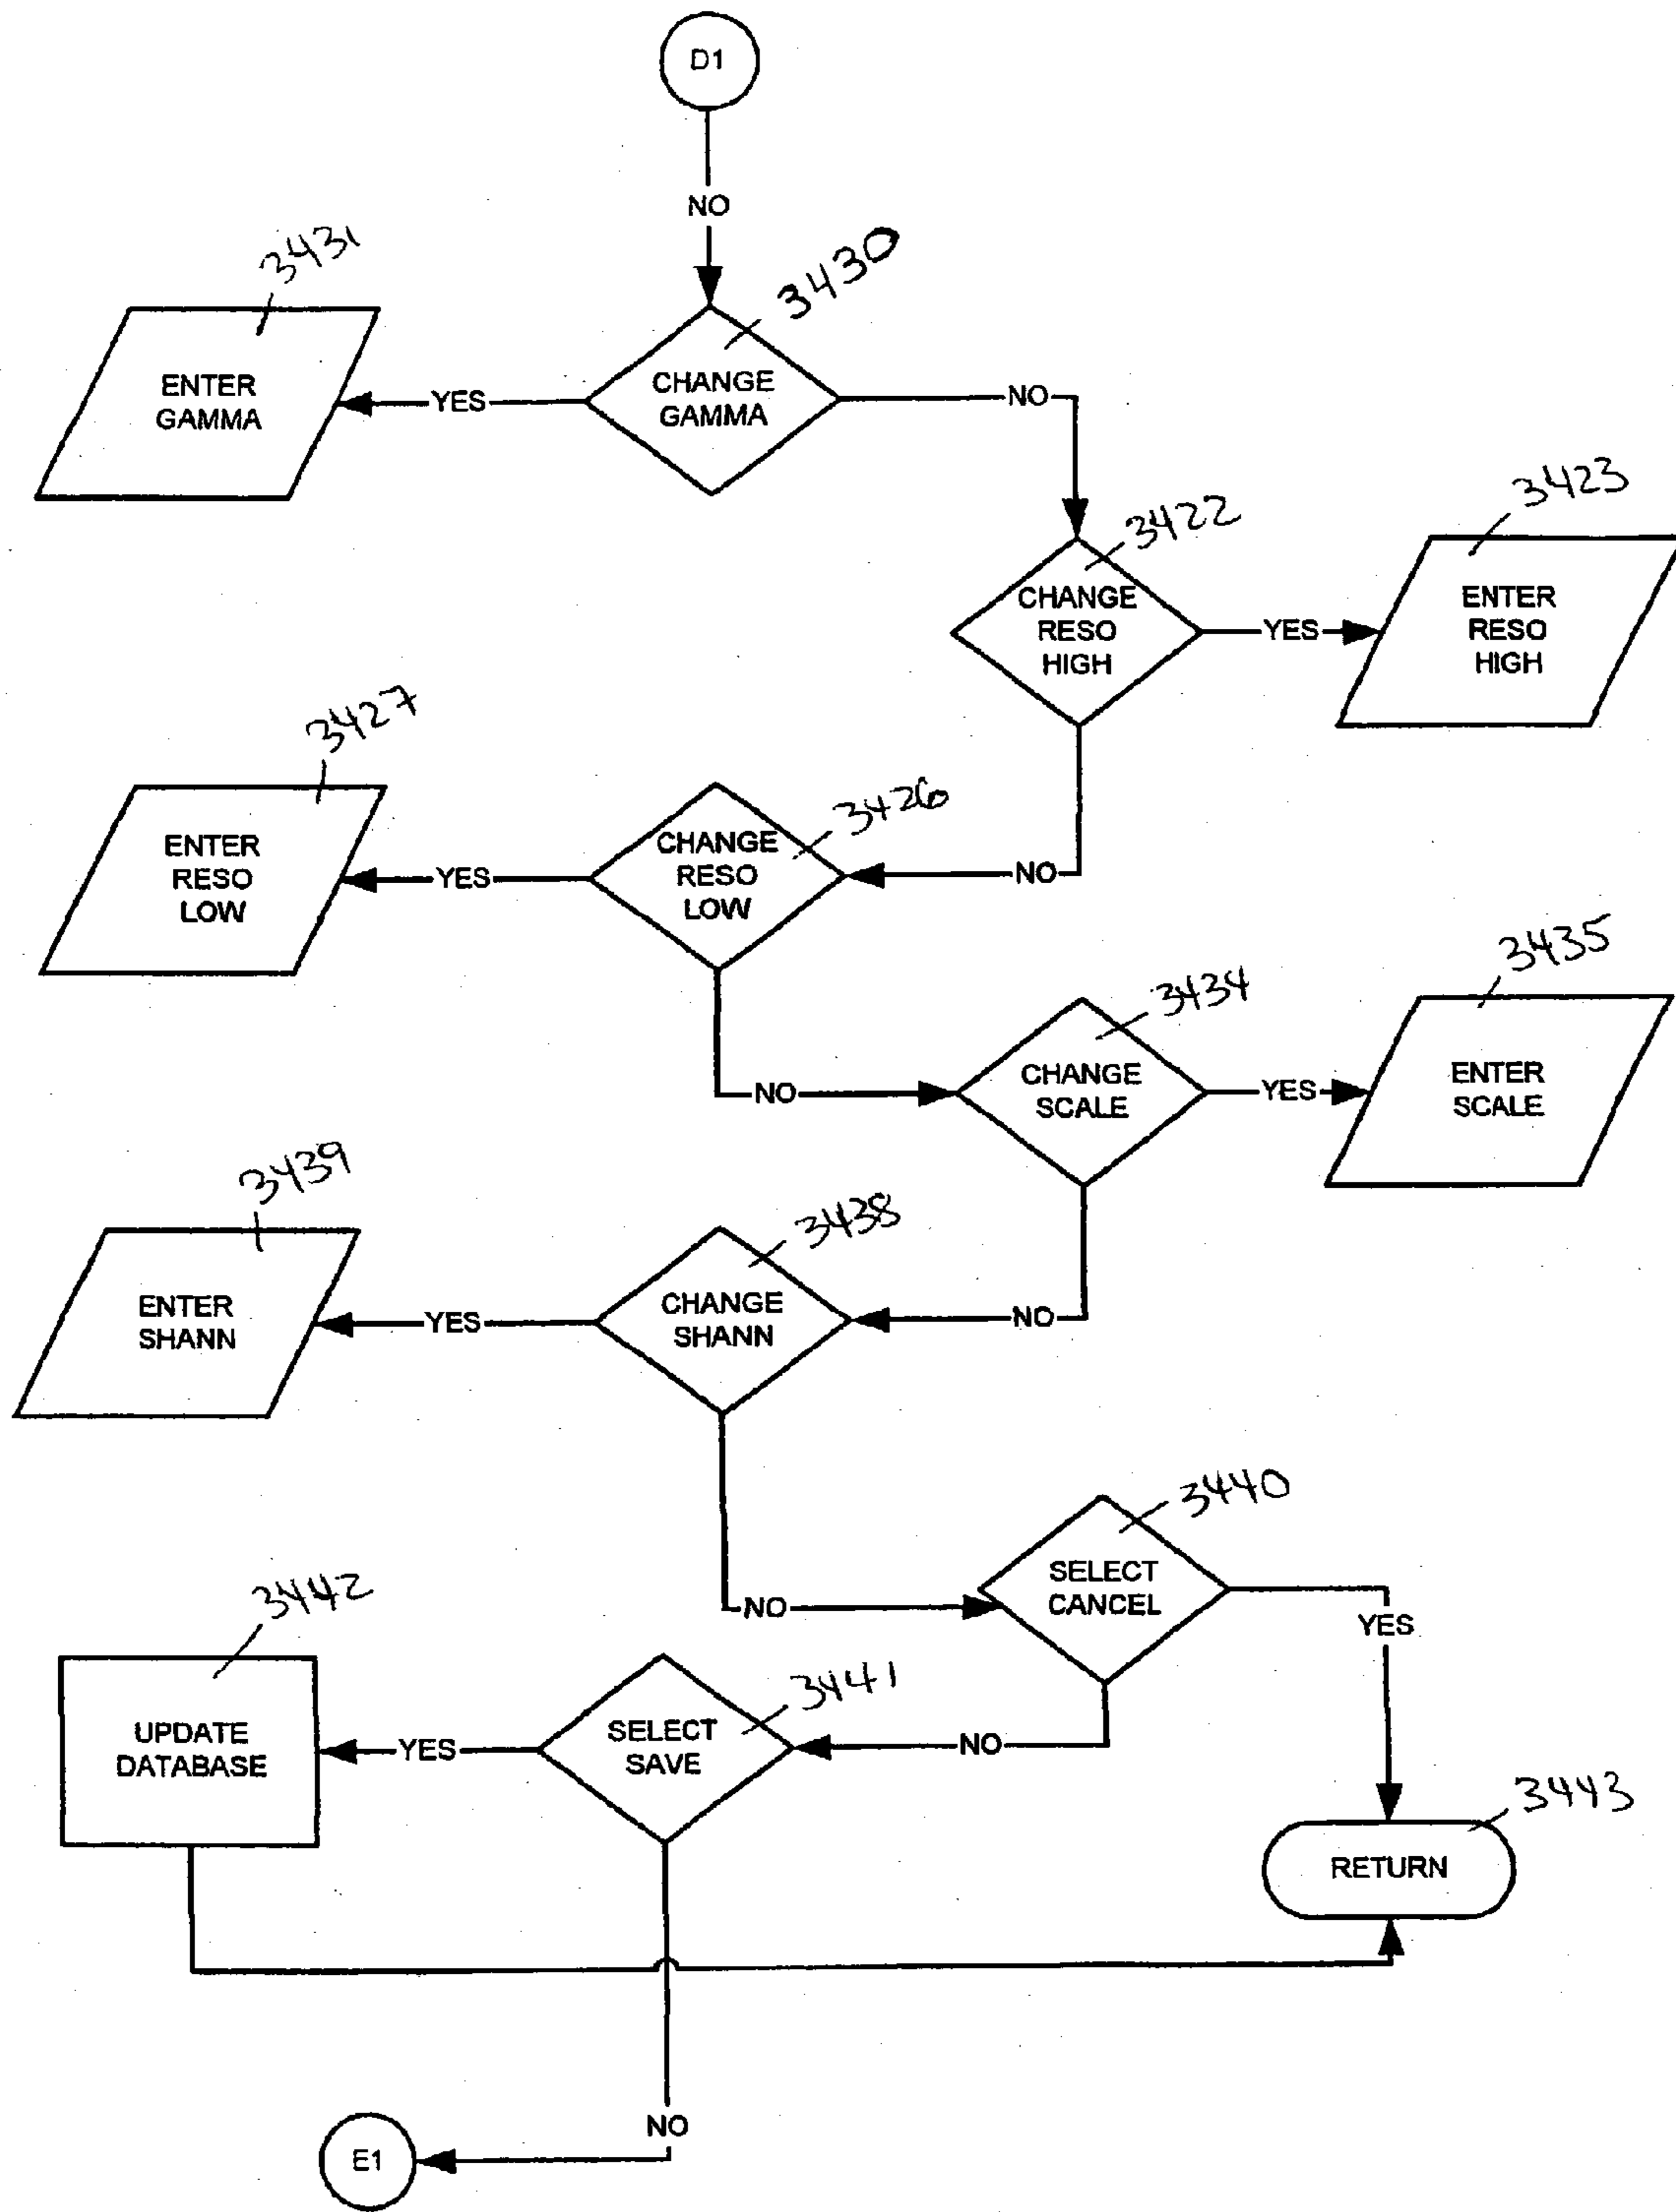 D1
NO
3431
3430
ENTER
GAMMA
YES
CHANGE
GAMMA
NO
3422
3423
CHANGE
RESO
HIGH
YES
ENTER
RESO
HIGH
3427
3426
ENTER
RESO
LOW
YES
CHANGE
RESO
LOW
NO
3434
3435
NO
CHANGE
SCALE
YES
ENTER
SCALE
3439
3438
ENTER
SHANN
YES
CHANGE
SHANN
NO
3440
NO
SELECT
CANCEL
YES
3442
3441
UPDATE
DATABASE
YES
SELECT
SAVE
NO
3443
RETURN
NO
E1